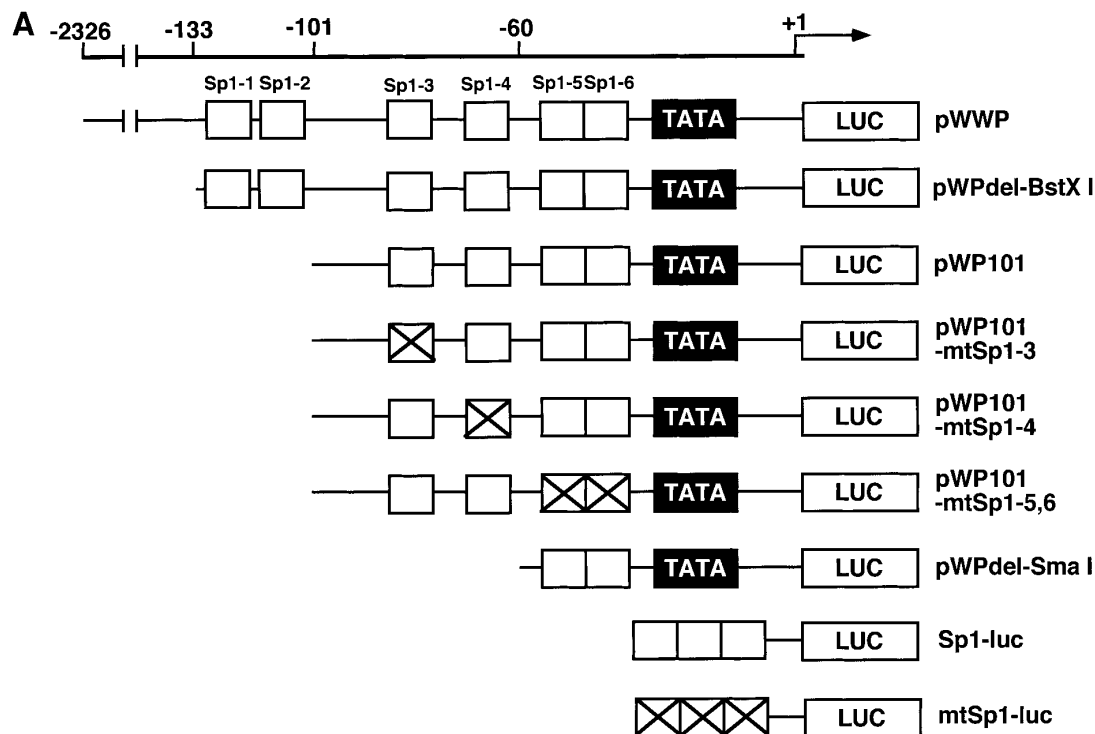 A
-2326 -133 -101 -60 +1
Sp1-1 Sp1-2 Sp1-3 Sp1-4 Sp1-5 Sp1-6
TATA LUC pWWP
TATA LUC pWPdel-BstX I
TATA LUC pWP101
TATA LUC pWP101
-mtSp1-3
TATA LUC pWP101
-mtSp1-4
TATA LUC pWP101
-mtSp1-5,6
TATA LUC pWPdel-Sma I
LUC Sp1-luc
LUC mtSp1-luc